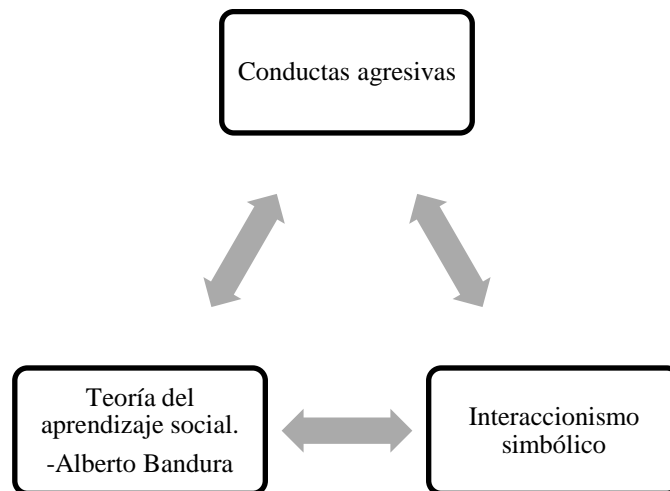 Conductas agresivas
Teoría del
aprendizaje social.
-Alberto Bandura
Interaccionismo
simbólico